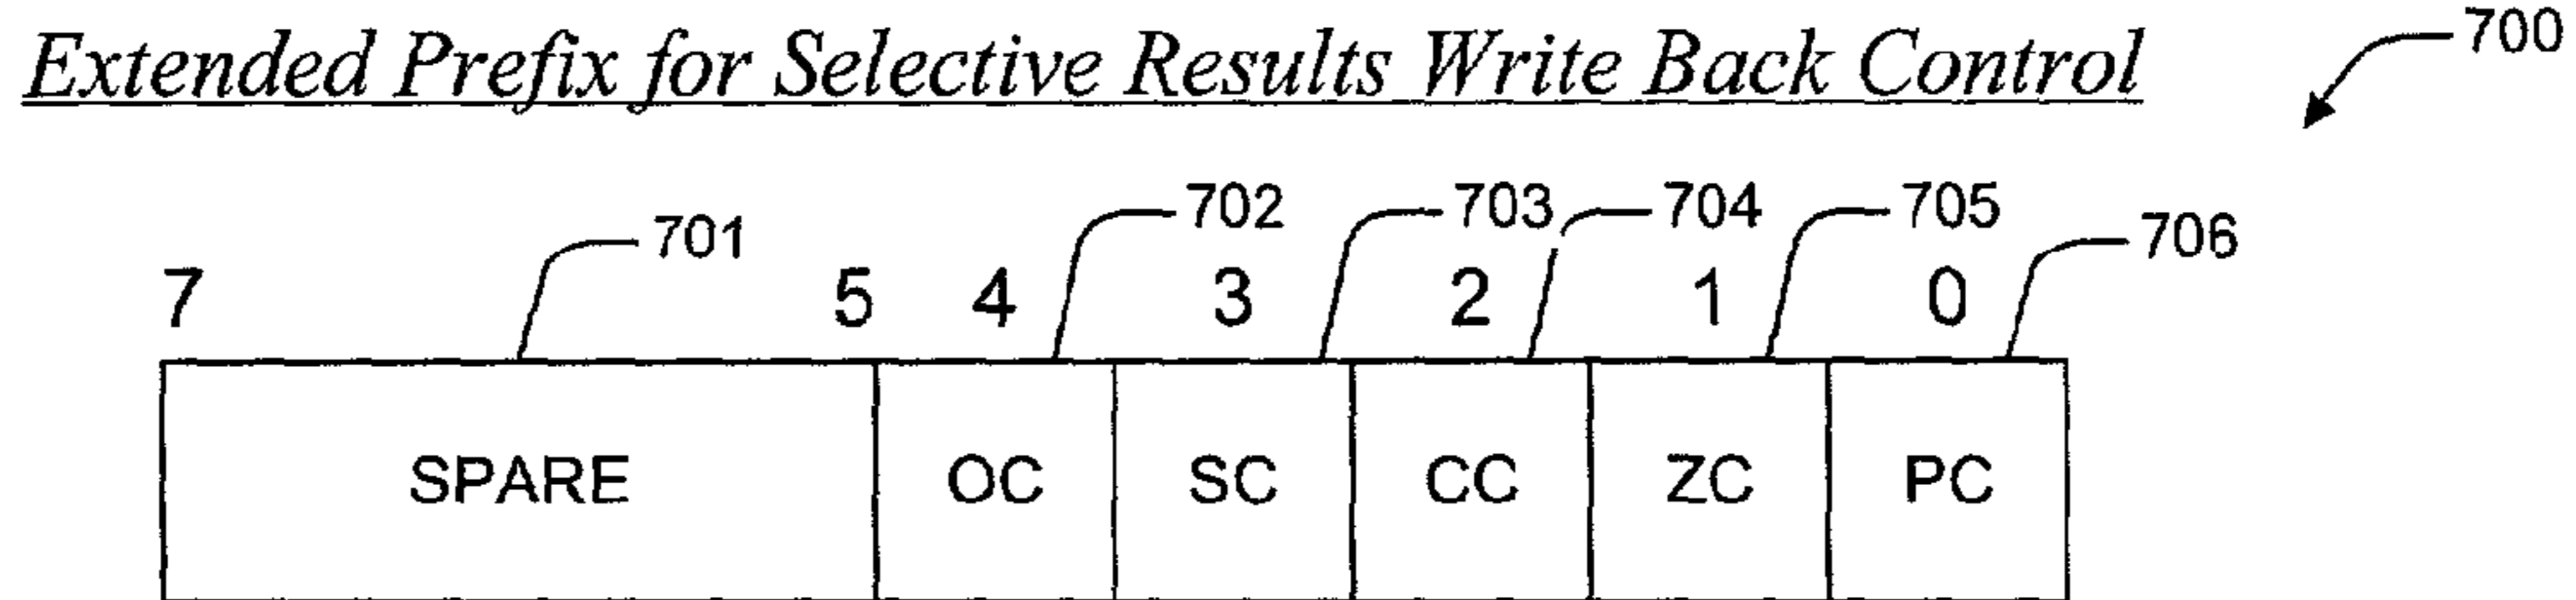 Extended Prefix for Selective Results Write Back Control
700
701 702 703 704 705 706
7 5 4 3 2 1 0
SPARE OC SC CC ZC PC